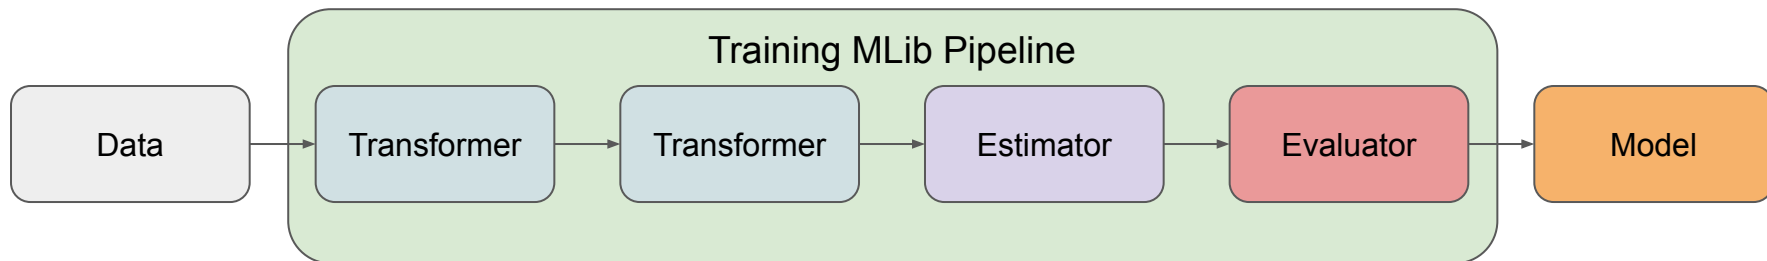 Training MLib Pipeline
Data
Transformer
Transformer
Estimator
Evaluator
Model